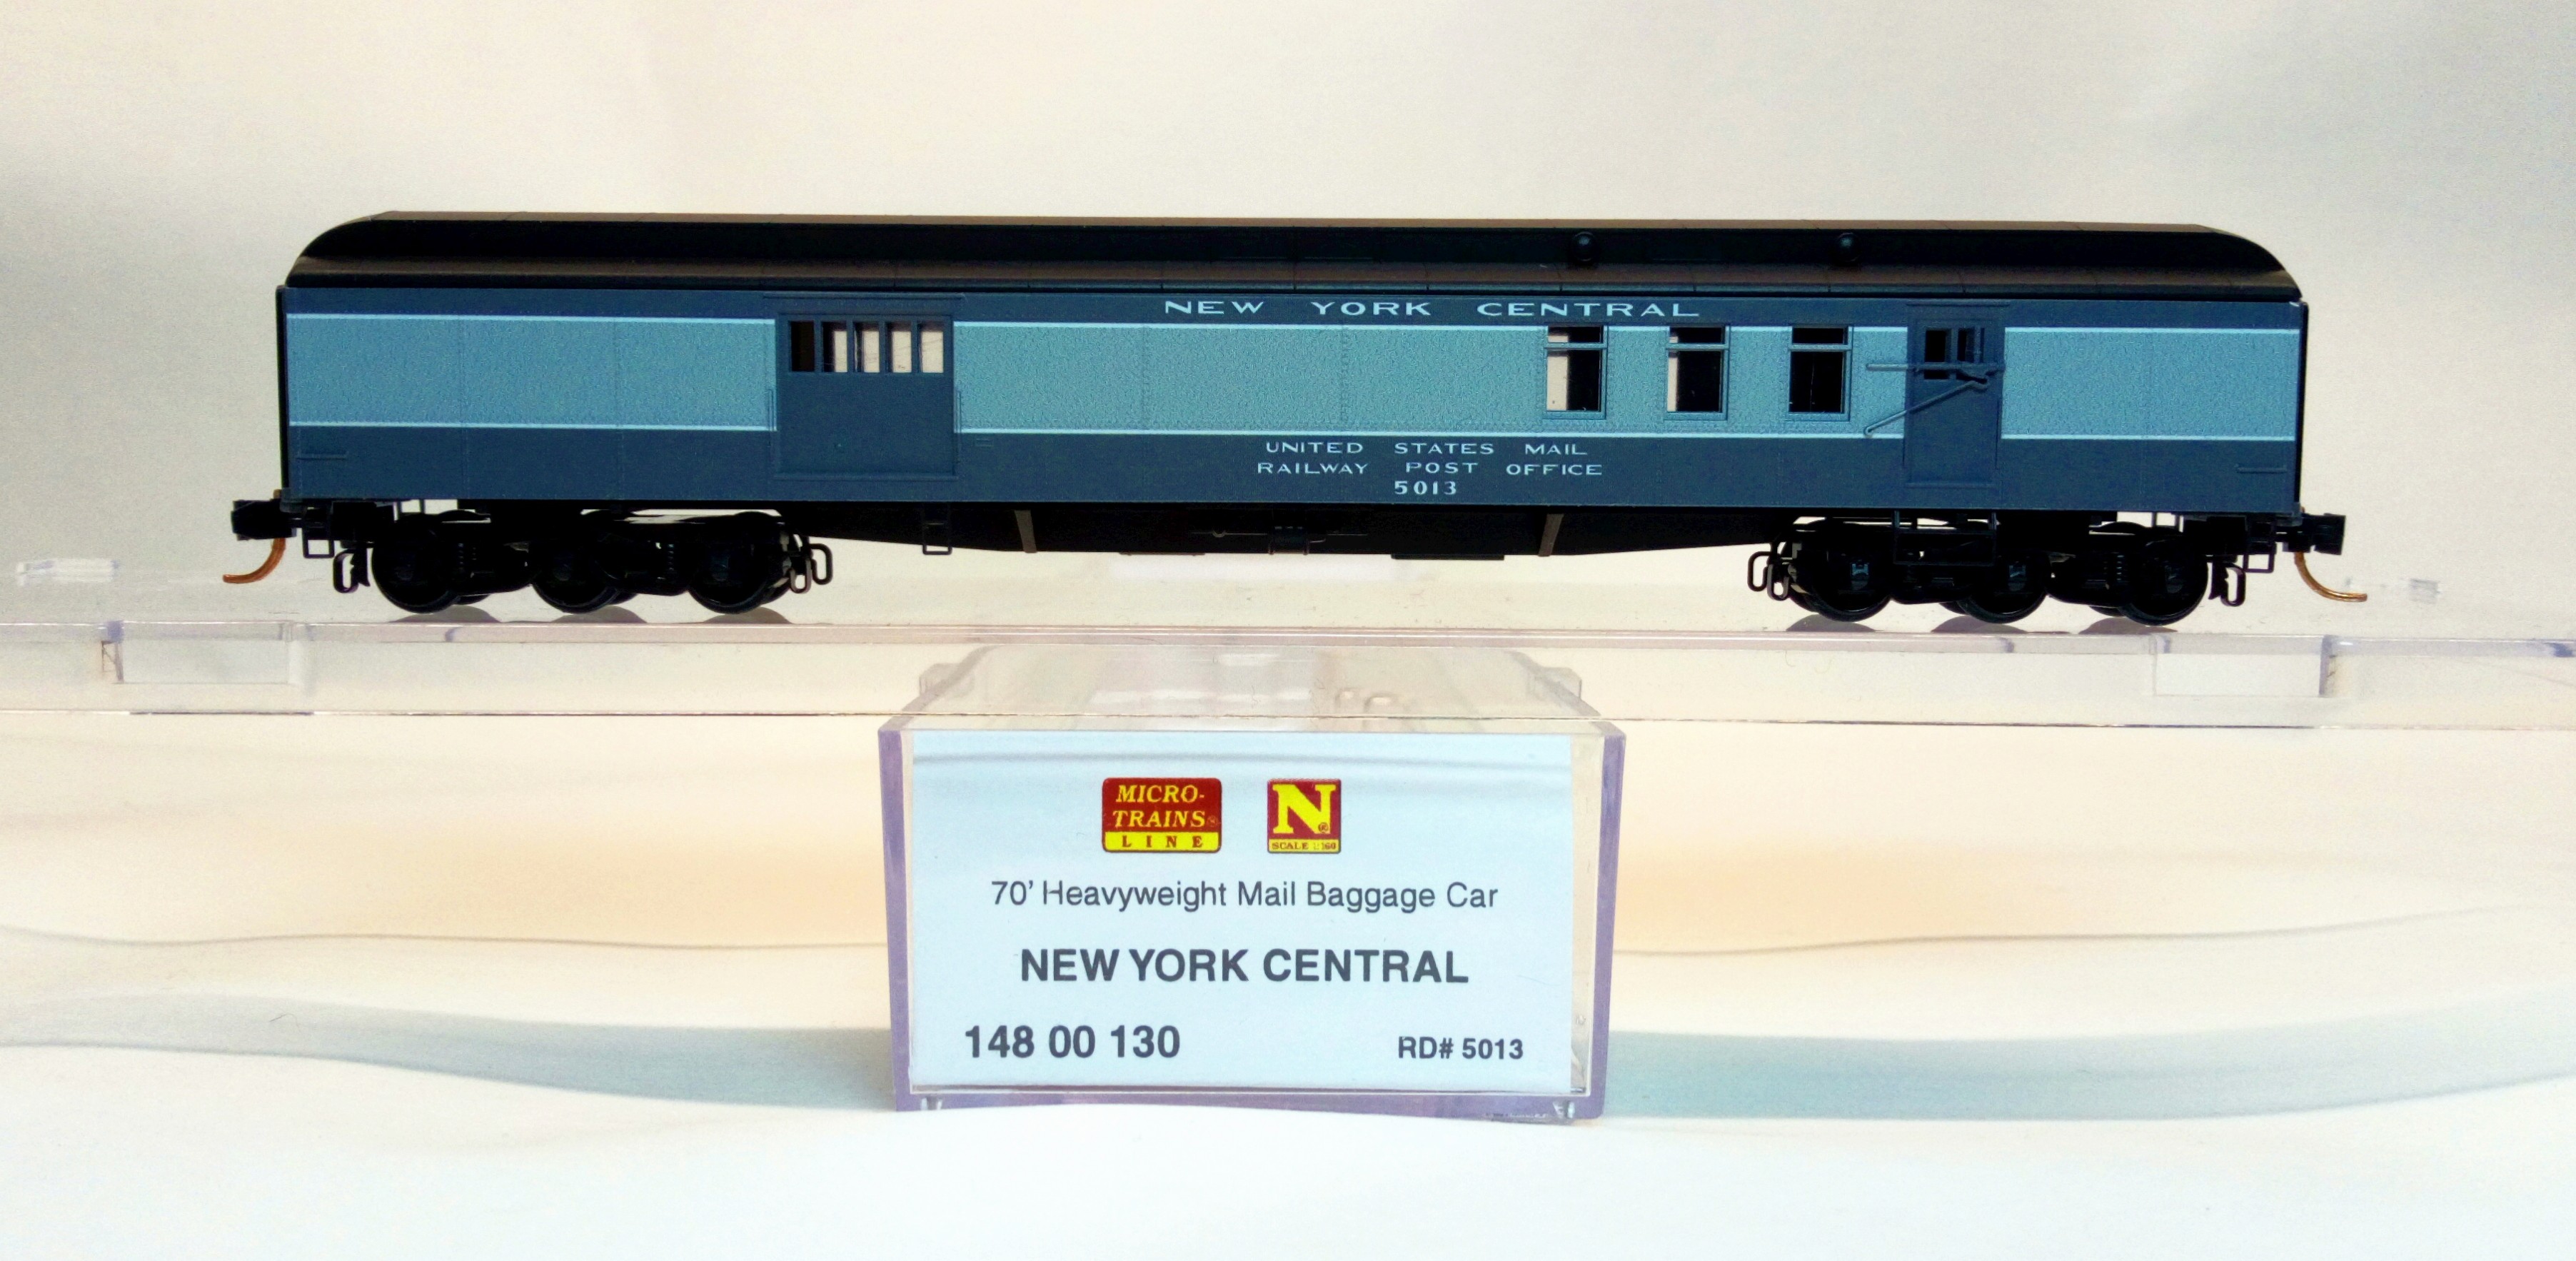 NEW YORK CENTRAL
UNITED STATES MAIL
RAILWAY POST OFFICE
5013
MICRO-
TRAINS®
LINE
N®
SCALE 1:160
70' Heavyweight Mail Baggage Car
NEW YORK CENTRAL
148 00 130
RD# 5013